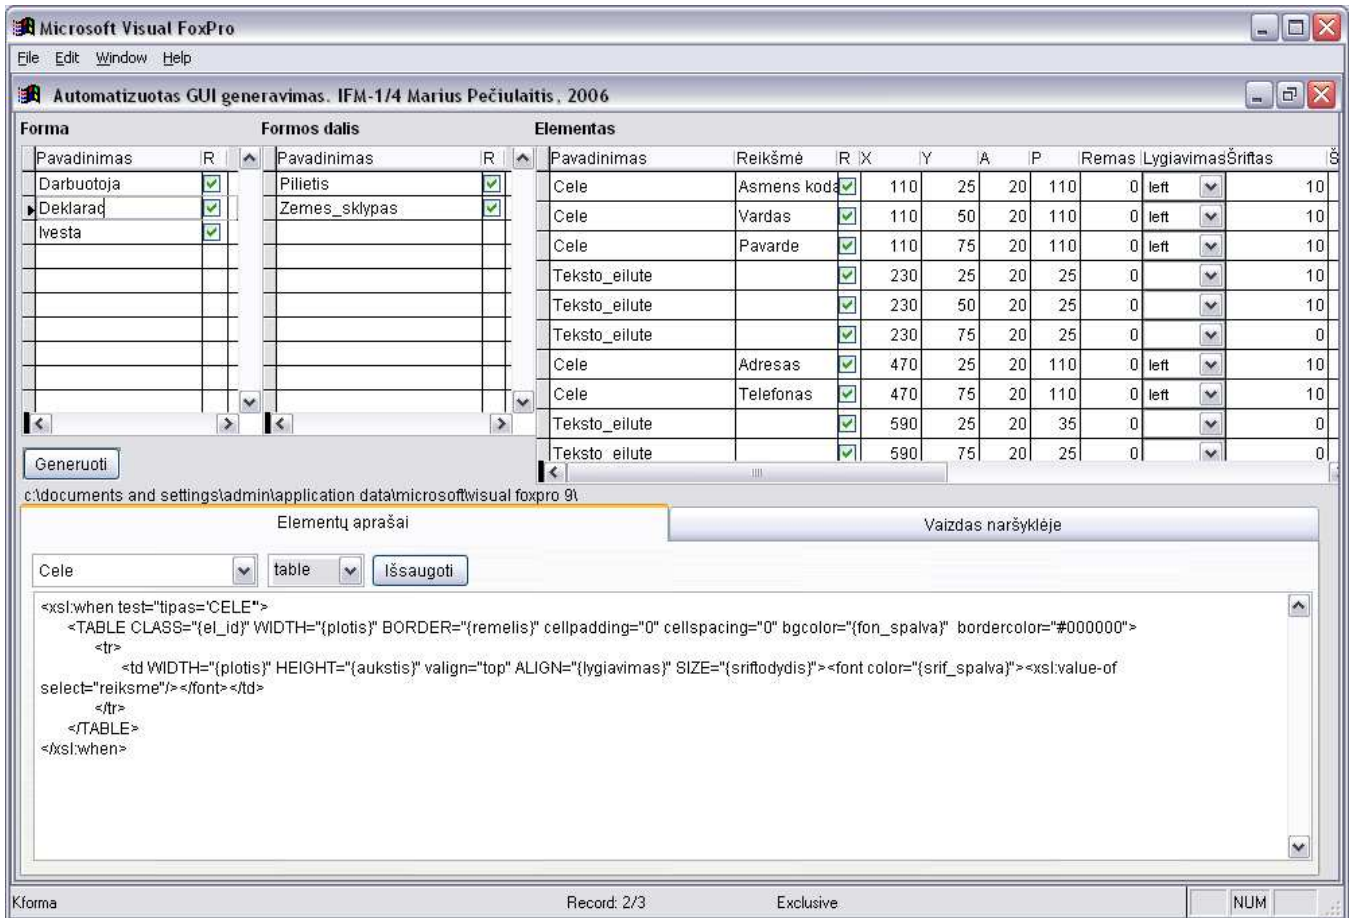 Microsoft Visual FoxPro
File Edit Window Help
Automatizuotas GUI generavimas. IFM-1/4 Marius Pečiulaitis, 2006
Forma Formos dalis Elementas
Pavadinimas R Pavadinimas R Pavadinimas Reikšmė R X Y A P Remas Lygiavimas Šriftas Š
Darbuotoja Pilietis Cele Asmens koda 110 25 20 110 0 left 10
Deklarac Zemes_sklypas Cele Vardas 110 50 20 110 0 left 10
Ivesta Cele Pavarde 110 75 20 110 0 left 10
Teksto_eilute 230 25 20 25 0 10
Teksto_eilute 230 50 20 25 0 10
Teksto_eilute 230 75 20 25 0 0
Cele Adresas 470 25 20 110 0 left 10
Cele Telefonas 470 75 20 110 0 left 10
Teksto_eilute 590 25 20 35 0 0
Teksto_eilute 590 75 20 25 0 0
Generuoti
c:\documents and settings\admin\application data\microsoft\visual foxpro 9\
Elementų aprašai Vaizdas naršyklėje
Cele table Išsaugoti
<xsl:when test="tipas='CELE'">
<TABLE CLASS="{el_id}" WIDTH="{plotis}" BORDER="{remelis}" cellpadding="0" cellspacing="0" bgcolor="{fon_spalva}" bordercolor="#000000">
<tr>
<td WIDTH="{plotis}" HEIGHT="{aukstis}" valign="top" ALIGN="{lygiavimas}" SIZE="{sriftodydis}"><font color="{srif_spalva}"><xsl:value-of
select="reiksme"/></font></td>
</tr>
</TABLE>
</xsl:when>
Kforma Record: 2/3 Exclusive NUM